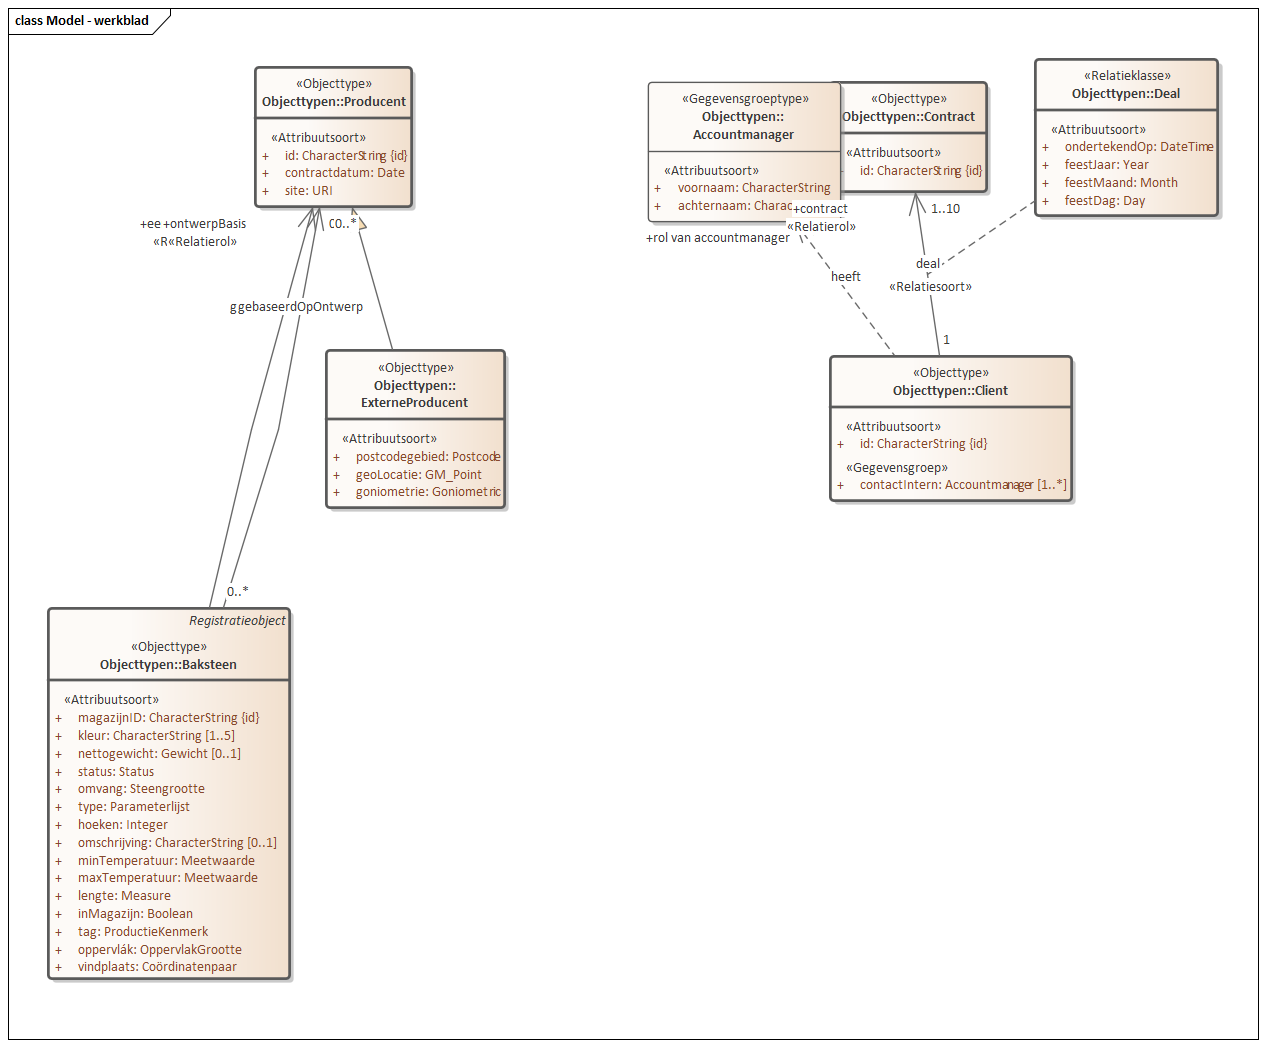 class Model - werkblad
«Objecttype»
Objecttypen::Producent
«Attribuutsoort»
+ id: CharacterString {id}
+ contractdatum: Date
+ site: URI
«Gegevensgroeptype»
Objecttypen::
Accountmanager
«Attribuutsoort»
+ voornaam: CharacterString
+ achternaam:
«Objecttype»
Objecttypen::Contract
«Attribuutsoort»
id: CharacterString {id}
«Relatieklasse»
Objecttypen::Deal
«Attribuutsoort»
+ ondertekendOp: DateTime
+ feestJaar: Year
+ feestMaand: Month
+ feestDag: Day
+ontwerpBasis
«Relatierol»
0..*
+contract
«Relatierol»
+rol van accountmanager
1..10
heeft
deal
«Relatiesoort»
1
gebaseerdOpOntwerp
«Objecttype»
Objecttypen::
ExterneProducent
«Attribuutsoort»
+ postcodegebied: Postcode
+ geoLocatie: GM_Point
+ goniometrie: Goniometric
«Objecttype»
Objecttypen::Client
«Attribuutsoort»
+ id: CharacterString {id}
«Gegevensgroep»
+ contactIntern: Accountmanager [1..*]
0..*
Registratieobject
«Objecttype»
Objecttypen::Baksteen
«Attribuutsoort»
+ magazijnID: CharacterString {id}
+ kleur: CharacterString [1..5]
+ nettogewicht: Gewicht [0..1]
+ status: Status
+ omvang: Steengrootte
+ type: Parameterlijst
+ hoeken: Integer
+ omschrijving: CharacterString [0..1]
+ minTemperatuur: Meetwaarde
+ maxTemperatuur: Meetwaarde
+ lengte: Measure
+ inMagazijn: Boolean
+ tag: ProductieKenmerk
+ oppervlák: OppervlakGrootte
+ vindplaats: Coördinatenpaar